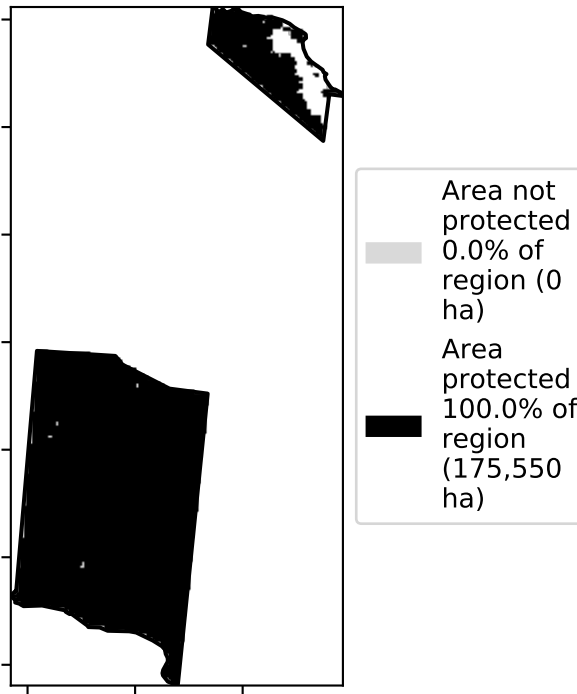 Area not
protected
0.0% of
region (0
ha)
Area
protected
100.0% of
region
(175,550
ha)